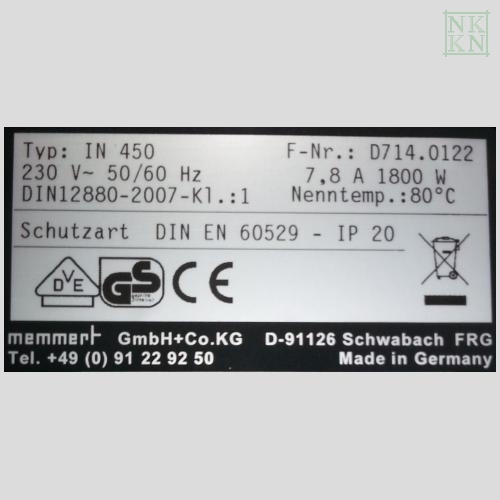 NK
KN
Typ: IN 450 F-Nr.: D714.0122
230 V~ 50/60 Hz 7,8 A 1800 W
DIN12880-2007-Kl.:1 Nenntemp.:80°C
Schutzart DIN EN 60529 - IP 20
DVE GS CE
memmert GmbH+Co.KG D-91126 Schwabach FRG
Tel. +49 (0) 91 22 92 50 Made in Germany